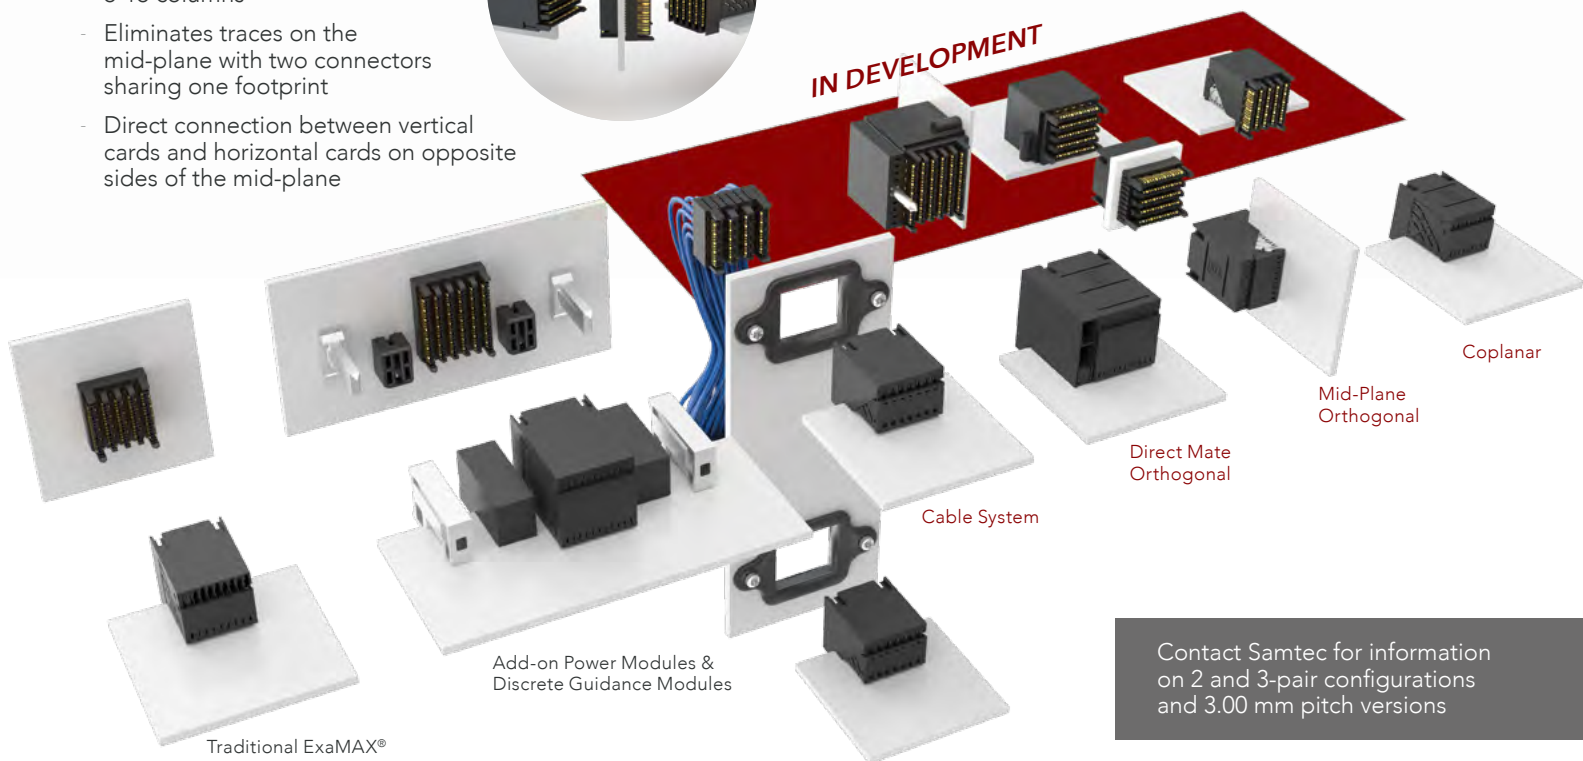 - Eliminates traces on the
mid-plane with two connectors
sharing one footprint
- Direct connection between vertical
cards and horizontal cards on opposite
sides of the mid-plane
IN DEVELOPMENT
Coplanar
Mid-Plane
Orthogonal
Direct Mate
Orthogonal
Cable System
Add-on Power Modules &
Discrete Guidance Modules
Traditional ExaMAX®
Contact Samtec for information
on 2 and 3-pair configurations
and 3.00 mm pitch versions